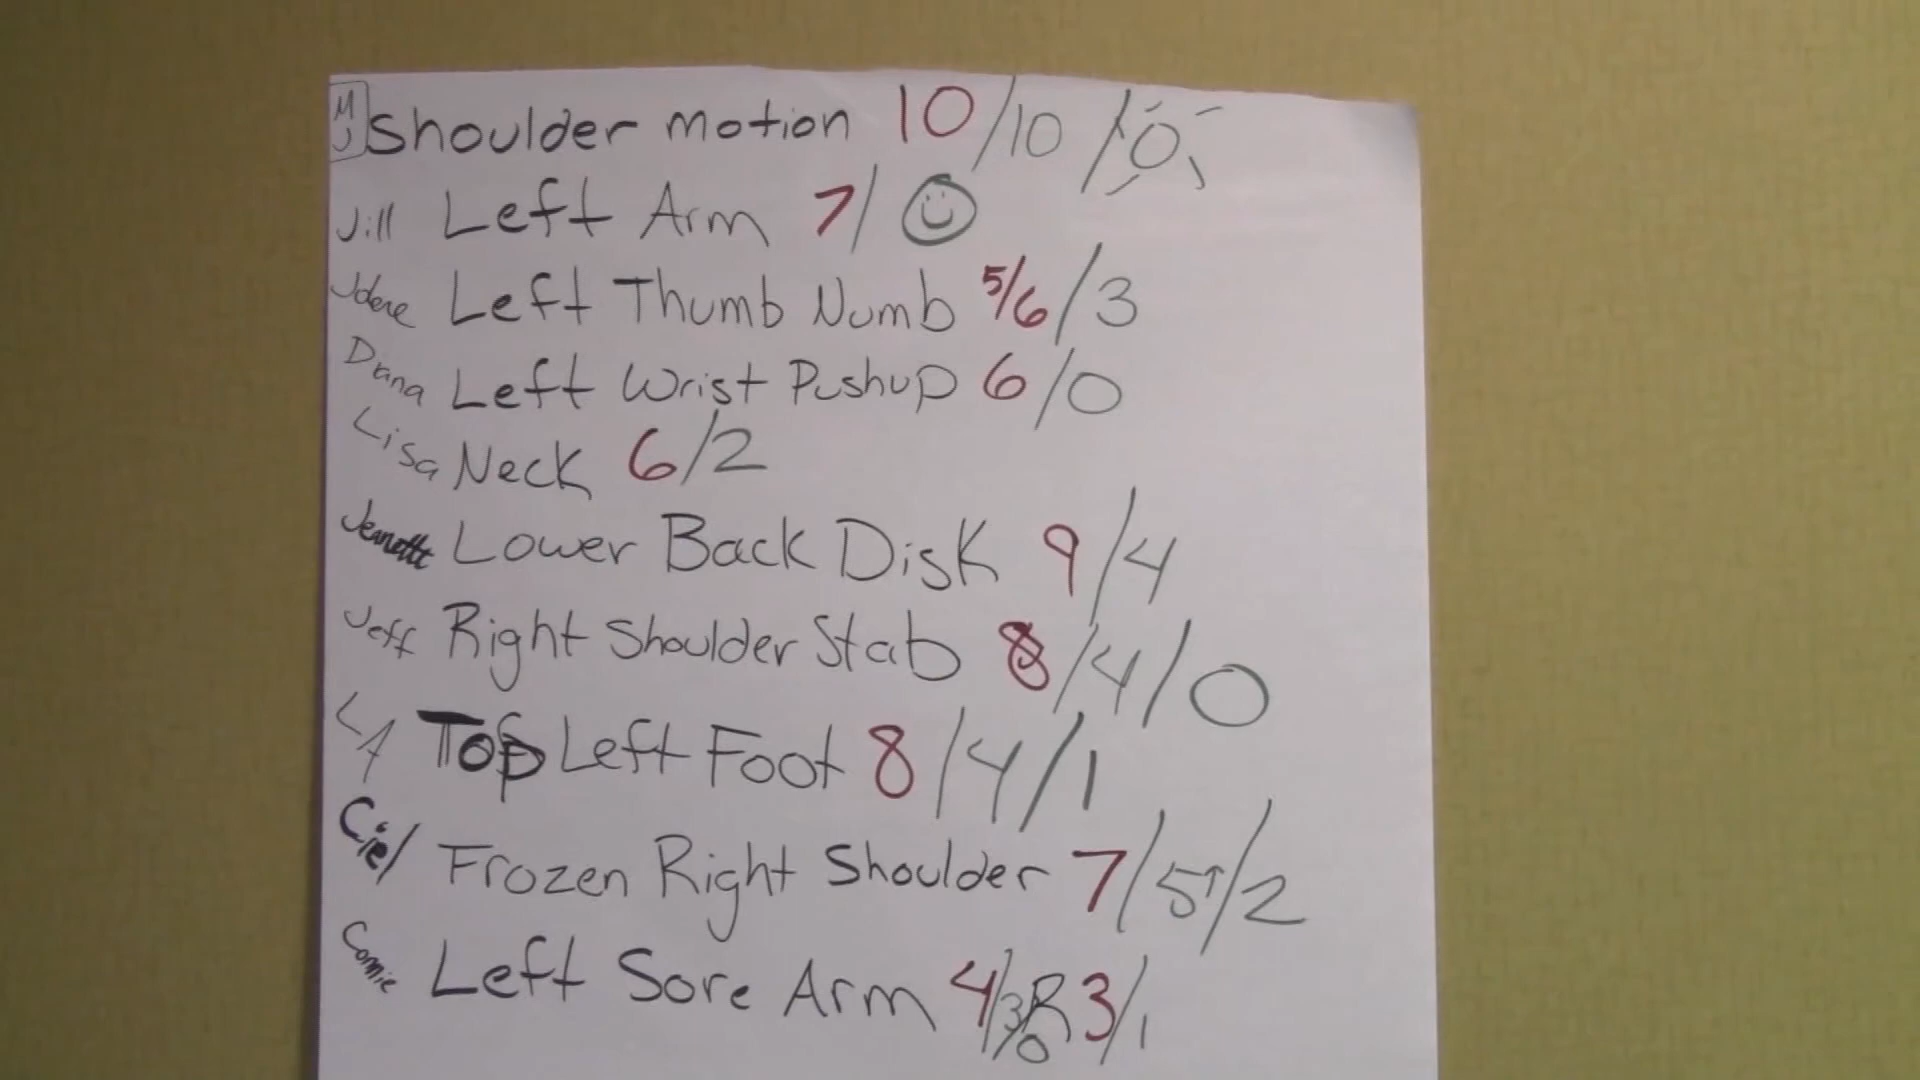 MJ Shoulder motion 10/10/0
Jill Left Arm 7/☺
Left Thumb Numb 5/6/3
Dana Left Wrist Pushup 6/0
Lisa Neck 6/2
Jeanette Lower Back Disk 9/4
Jeff Right Shoulder Stab 8/4/0
Top Left Foot 8/4/1
Ciel Frozen Right Shoulder 7/5↑/2
Left Sore Arm 4/3/0 R 3/1